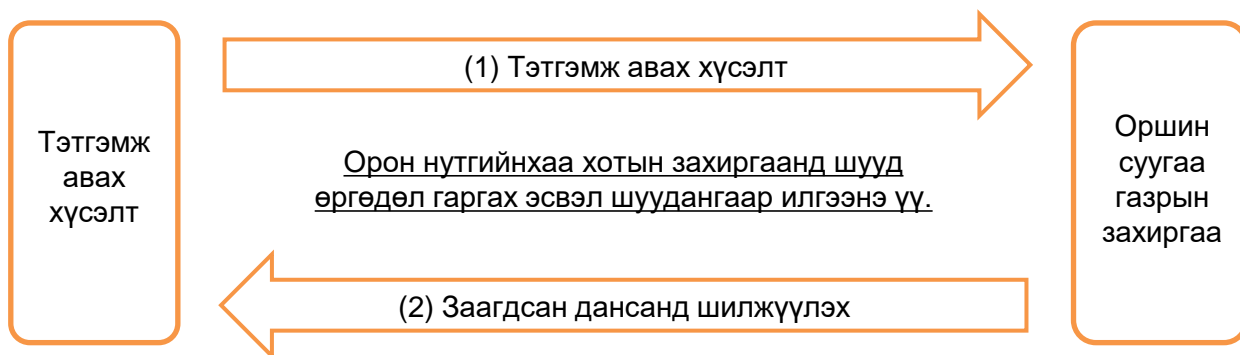 Тэтгэмж
авах
хүсэлт
(1) Тэтгэмж авах хүсэлт
Орон нутгийнхаа хотын захиргаанд шууд
өргөдөл гаргах эсвэл шуудангаар илгээнэ үү.
(2) Заагдсан дансанд шилжүүлэх
Оршин
суугаа
газрын
захиргаа